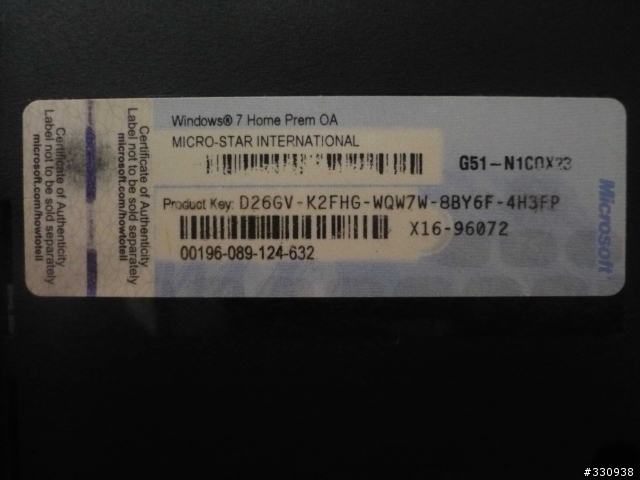 Certificate of Authenticity
Label not to be sold separately
microsoft.com/howtotell
Certificate of Authenticity
Label not to be sold separately
microsoft.com/howtotell
Windows® 7 Home Prem OA
MICRO-STAR INTERNATIONAL
Product Key: D26GV-K2FHG-WQW7W-8BY6F-4H3FP
X16-96072
00196-089-124-632
Microsoft
#330938